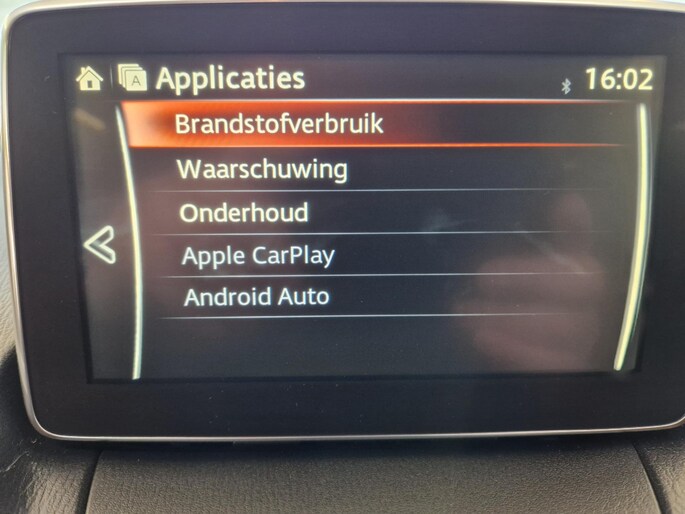 A Applicaties 16:02
Brandstofverbruik
Waarschuwing
Onderhoud
Apple CarPlay
Android Auto